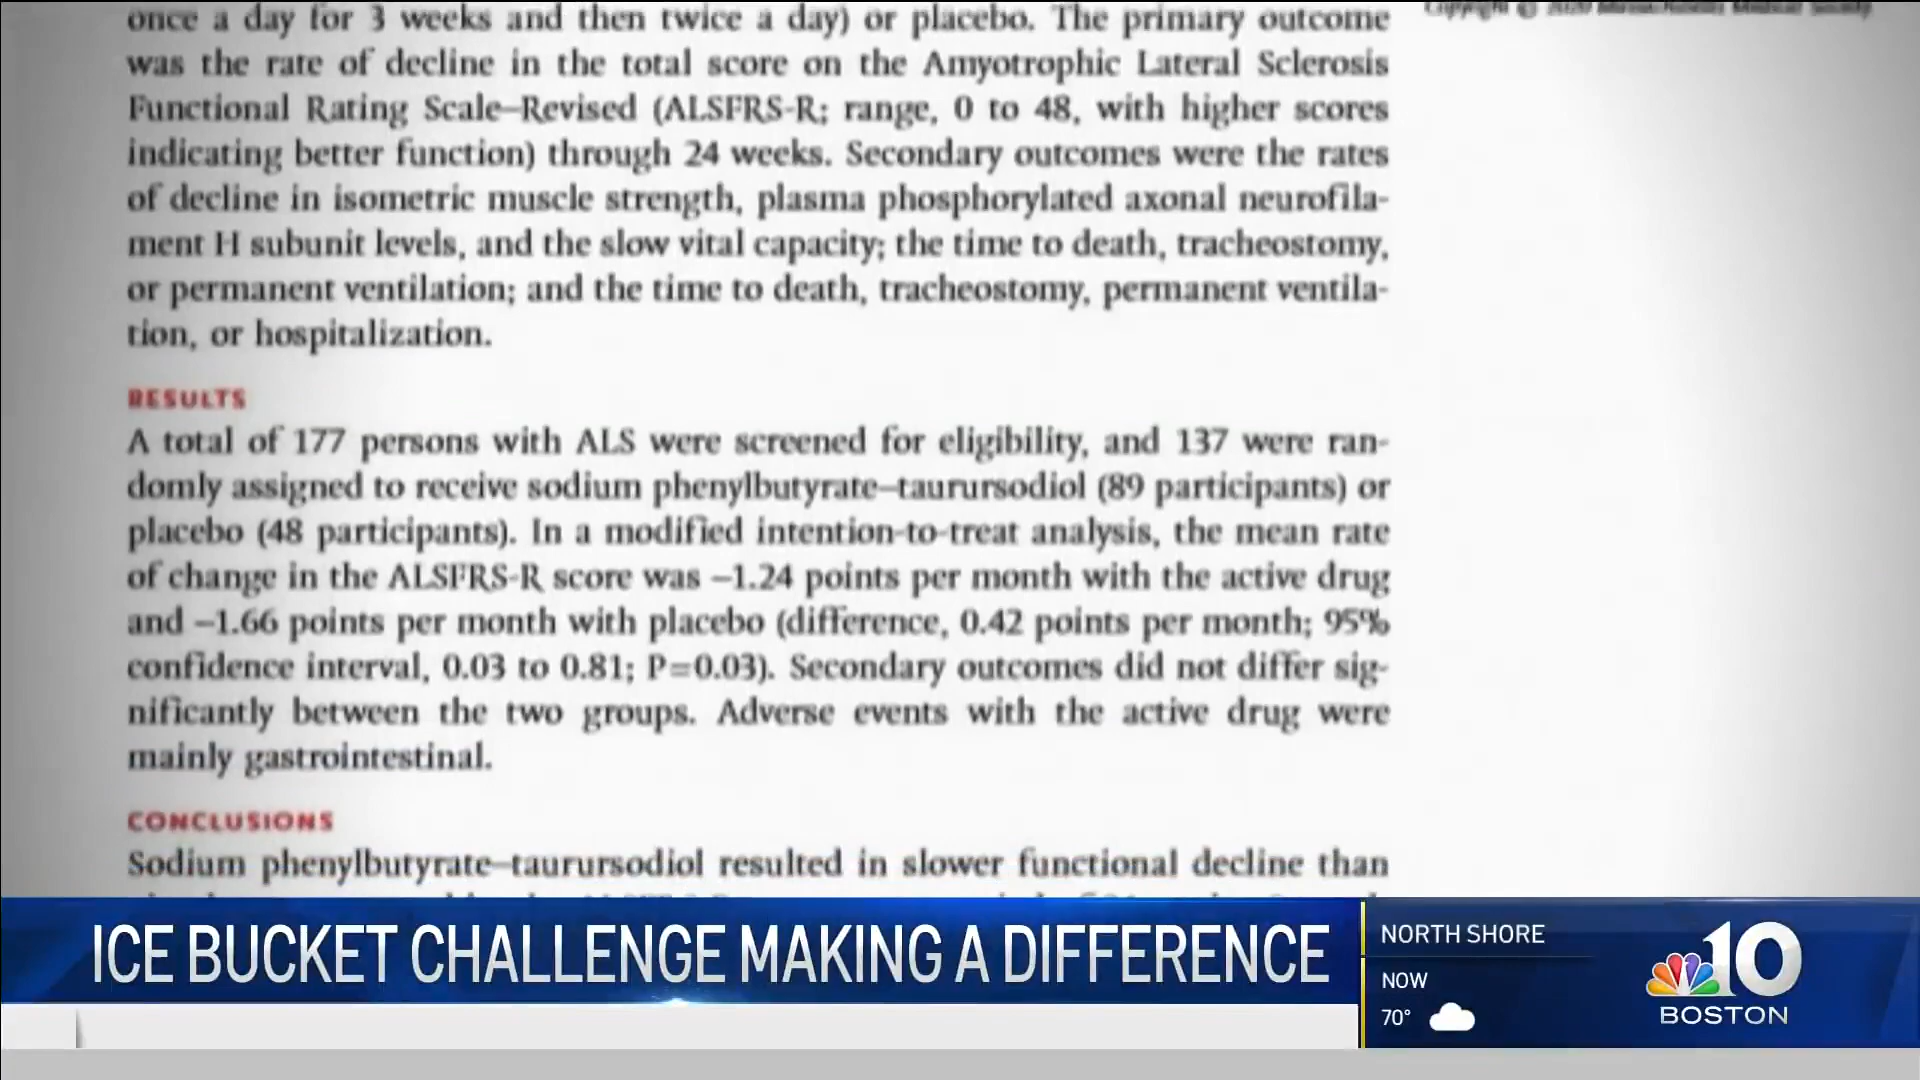 once a day for 3 weeks and then twice a day) or placebo. The primary outcome
Copyright © 2020 Massachusetts Medical Society
was the rate of decline in the total score on the Amyotrophic Lateral Sclerosis
Functional Rating Scale–Revised (ALSFRS-R; range, 0 to 48, with higher scores
indicating better function) through 24 weeks. Secondary outcomes were the rates
of decline in isometric muscle strength, plasma phosphorylated axonal neurofila-
ment H subunit levels, and the slow vital capacity; the time to death, tracheostomy,
or permanent ventilation; and the time to death, tracheostomy, permanent ventila-
tion, or hospitalization.
RESULTS
A total of 177 persons with ALS were screened for eligibility, and 137 were ran-
domly assigned to receive sodium phenylbutyrate–taurursodiol (89 participants) or
placebo (48 participants). In a modified intention-to-treat analysis, the mean rate
of change in the ALSFRS-R score was −1.24 points per month with the active drug
and −1.66 points per month with placebo (difference, 0.42 points per month; 95%
confidence interval, 0.03 to 0.81; P=0.03). Secondary outcomes did not differ sig-
nificantly between the two groups. Adverse events with the active drug were
mainly gastrointestinal.
CONCLUSIONS
Sodium phenylbutyrate–taurursodiol resulted in slower functional decline than
ICE BUCKET CHALLENGE MAKING A DIFFERENCE
NORTH SHORE
NOW
70°
10
BOSTON